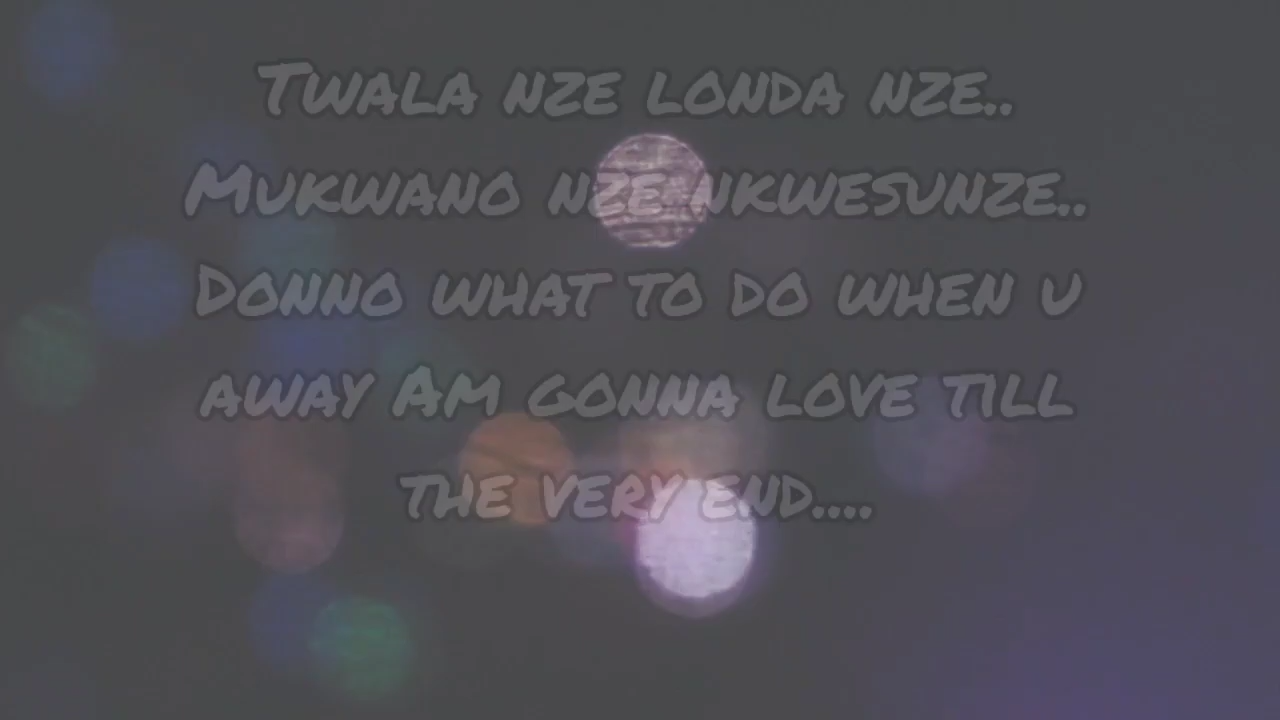 Twala nze londa nze..
Mukwano nze nkwesunze..
Donno what to do when u
away Am gonna love till
the very end....